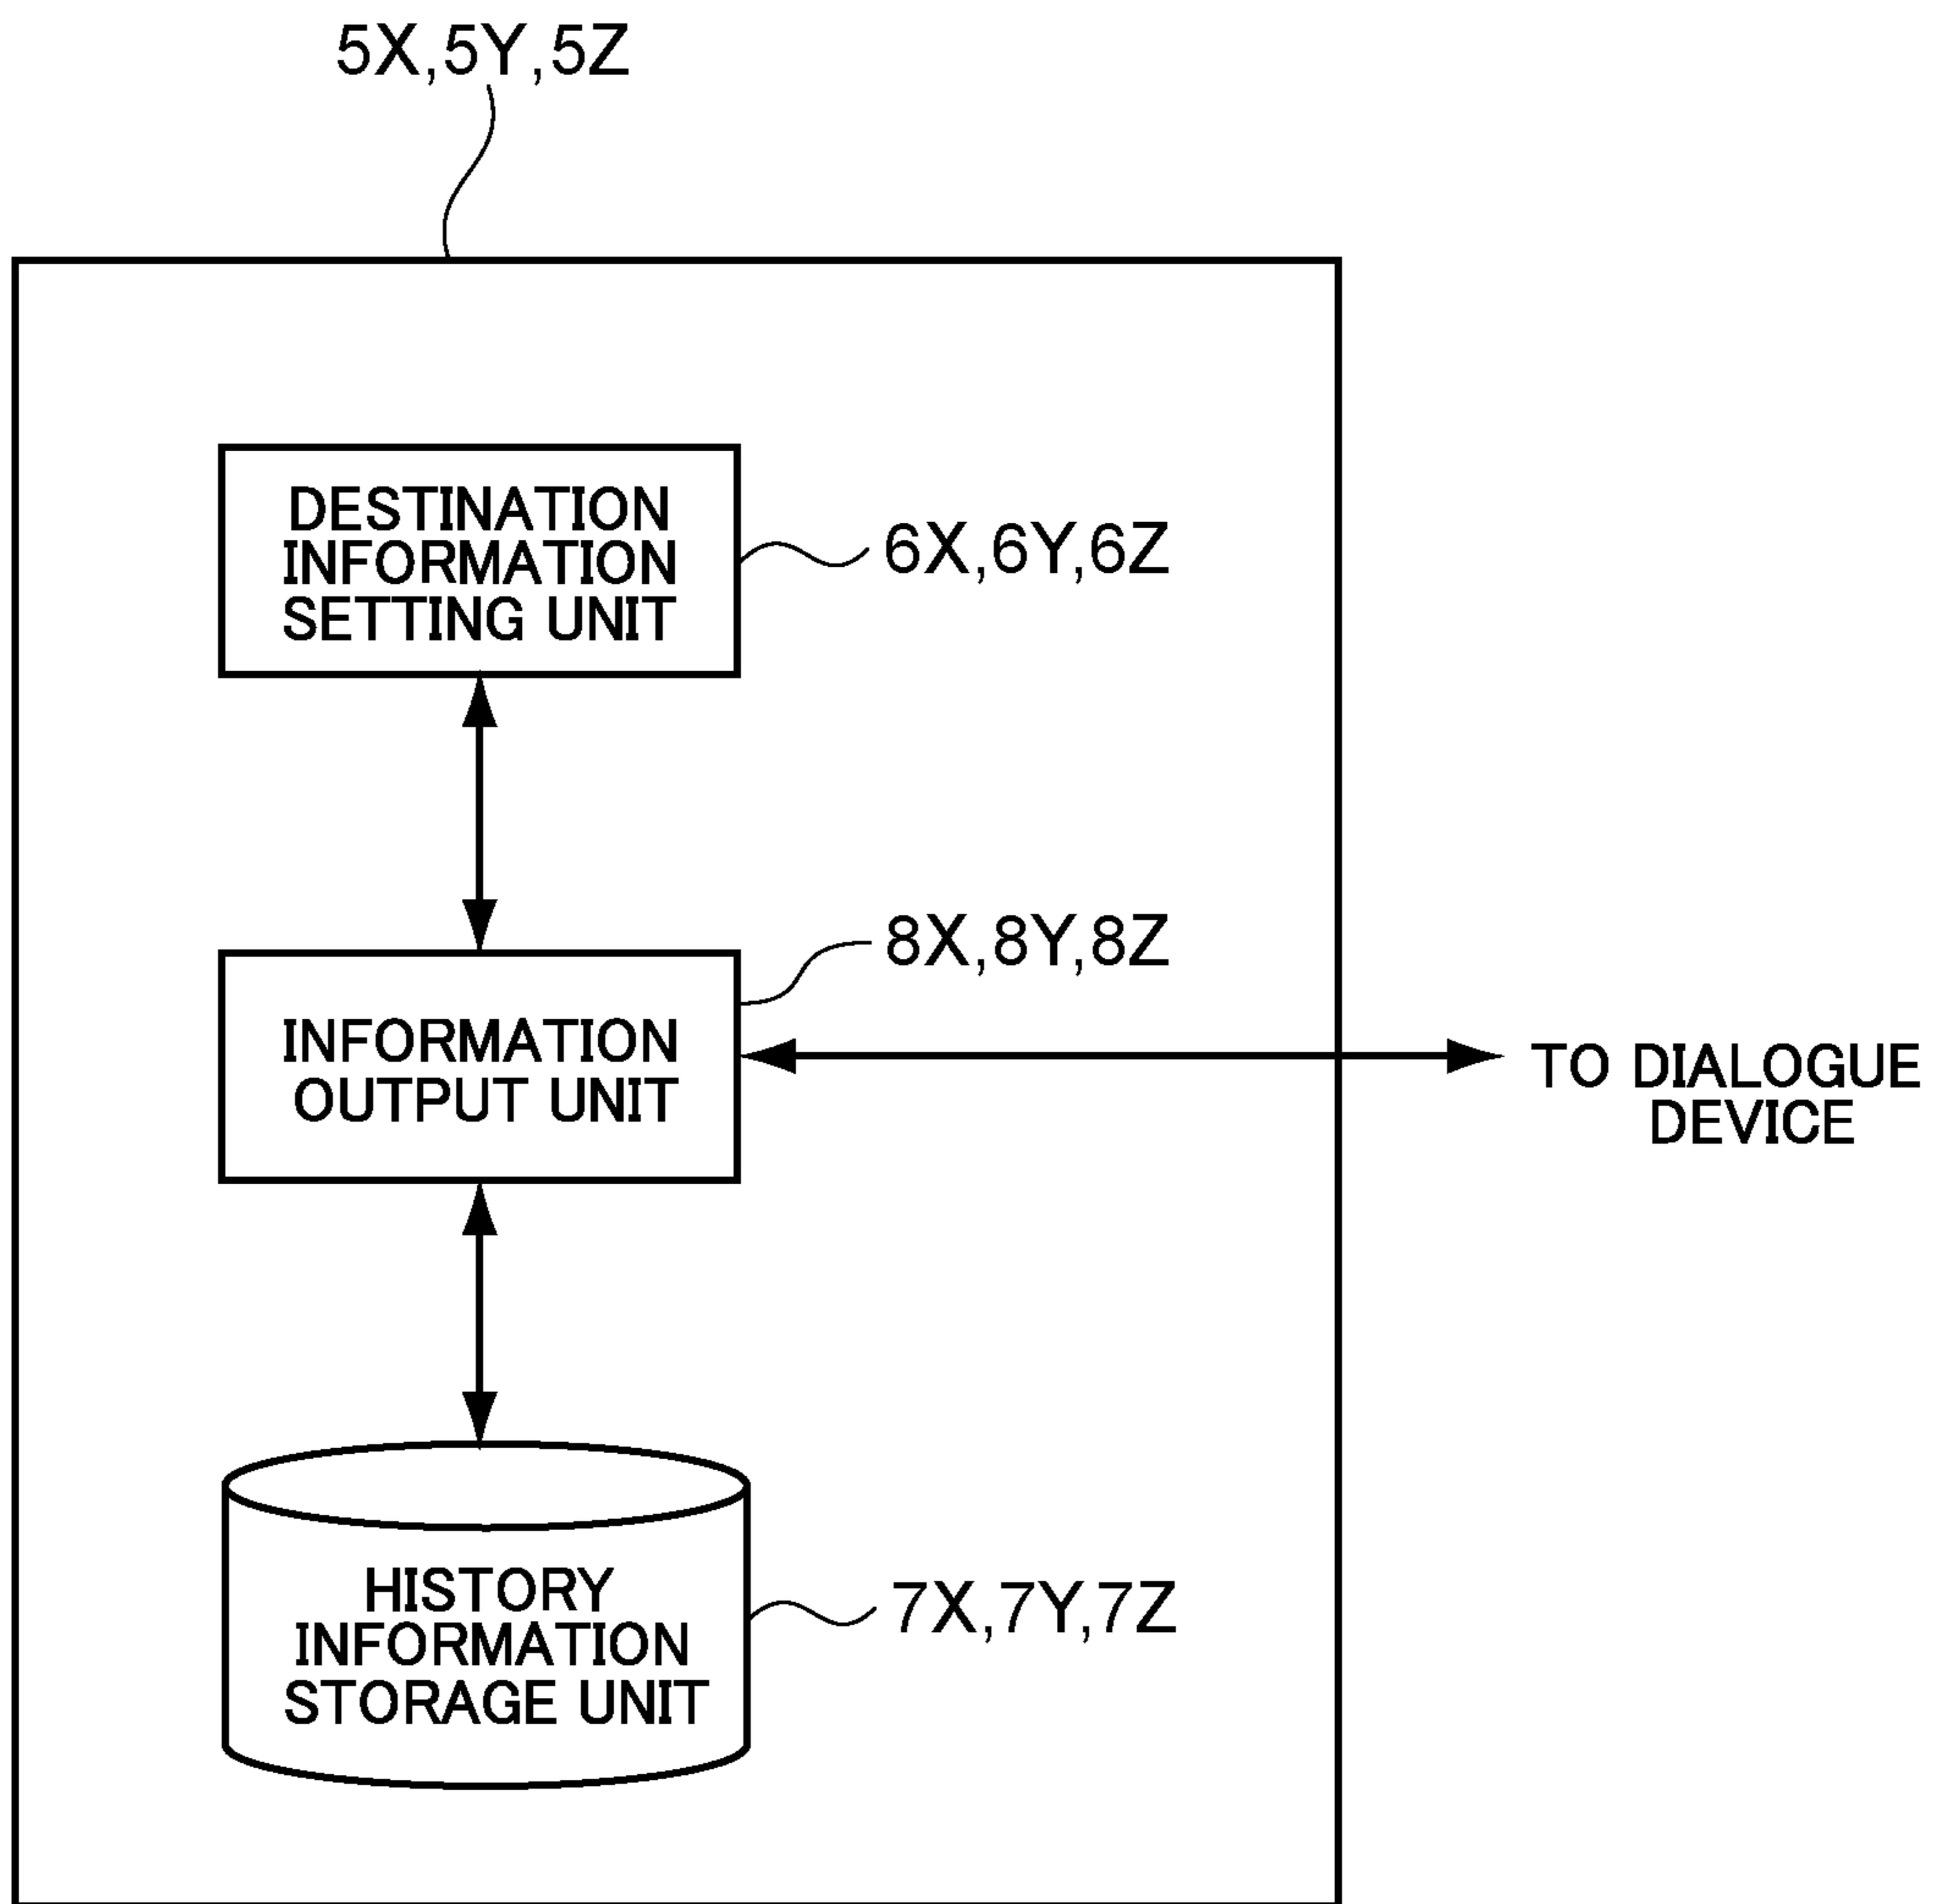 5X,5Y,5Z
DESTINATION
INFORMATION
SETTING UNIT
6X,6Y,6Z
8X,8Y,8Z
INFORMATION
OUTPUT UNIT
TO DIALOGUE
DEVICE
HISTORY
INFORMATION
STORAGE UNIT
7X,7Y,7Z